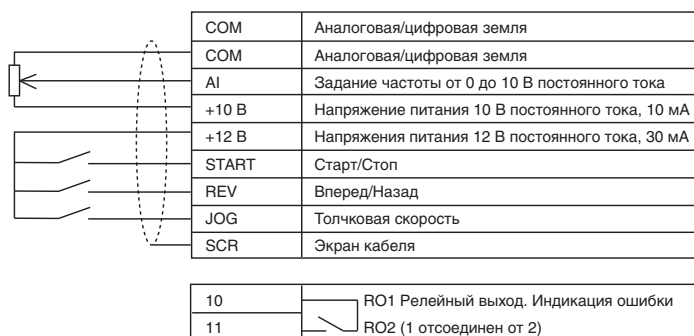 COM Аналоговая/цифровая земля
COM Аналоговая/цифровая земля
AI Задание частоты от 0 до 10 В постоянного тока
+10 В Напряжение питания 10 В постоянного тока, 10 мА
+12 В Напряжения питания 12 В постоянного тока, 30 мА
START Старт/Стоп
REV Вперед/Назад
JOG Толчковая скорость
SCR Экран кабеля
10 RO1 Релейный выход. Индикация ошибки
11 RO2 (1 отсоединен от 2)